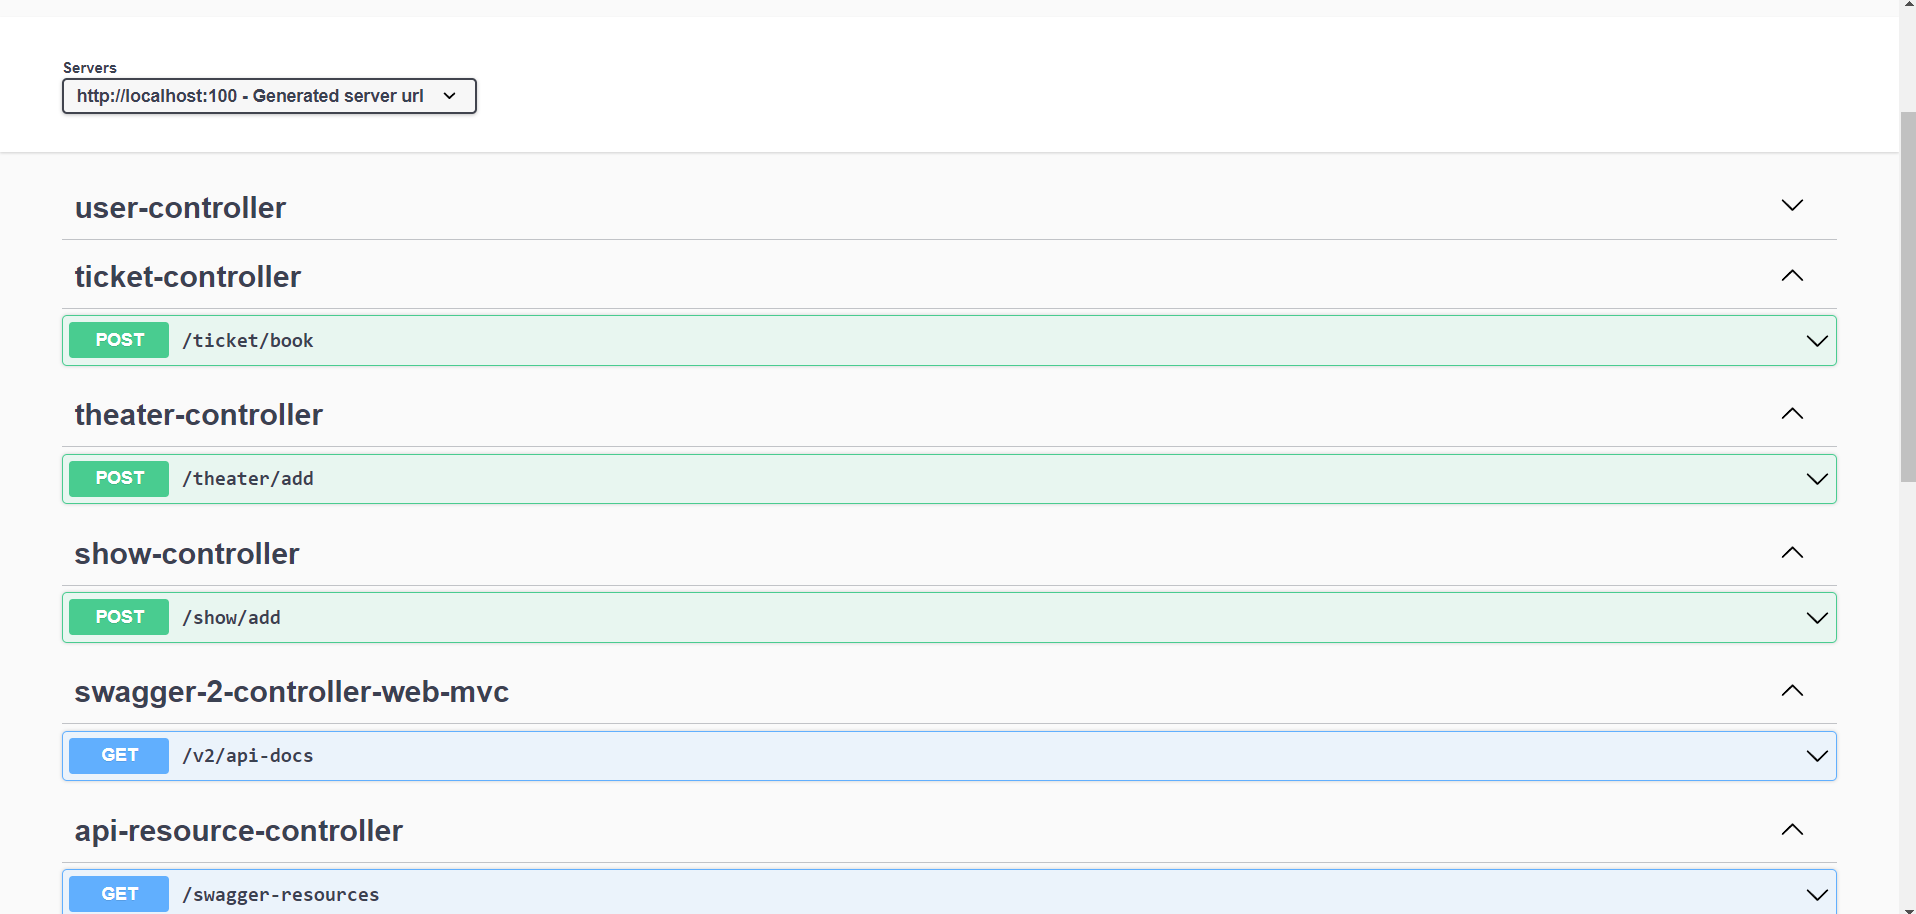 Servers
http://localhost:100 - Generated server url
user-controller
ticket-controller
POST /ticket/book
theater-controller
POST /theater/add
show-controller
POST /show/add
swagger-2-controller-web-mvc
GET /v2/api-docs
api-resource-controller
GET /swagger-resources